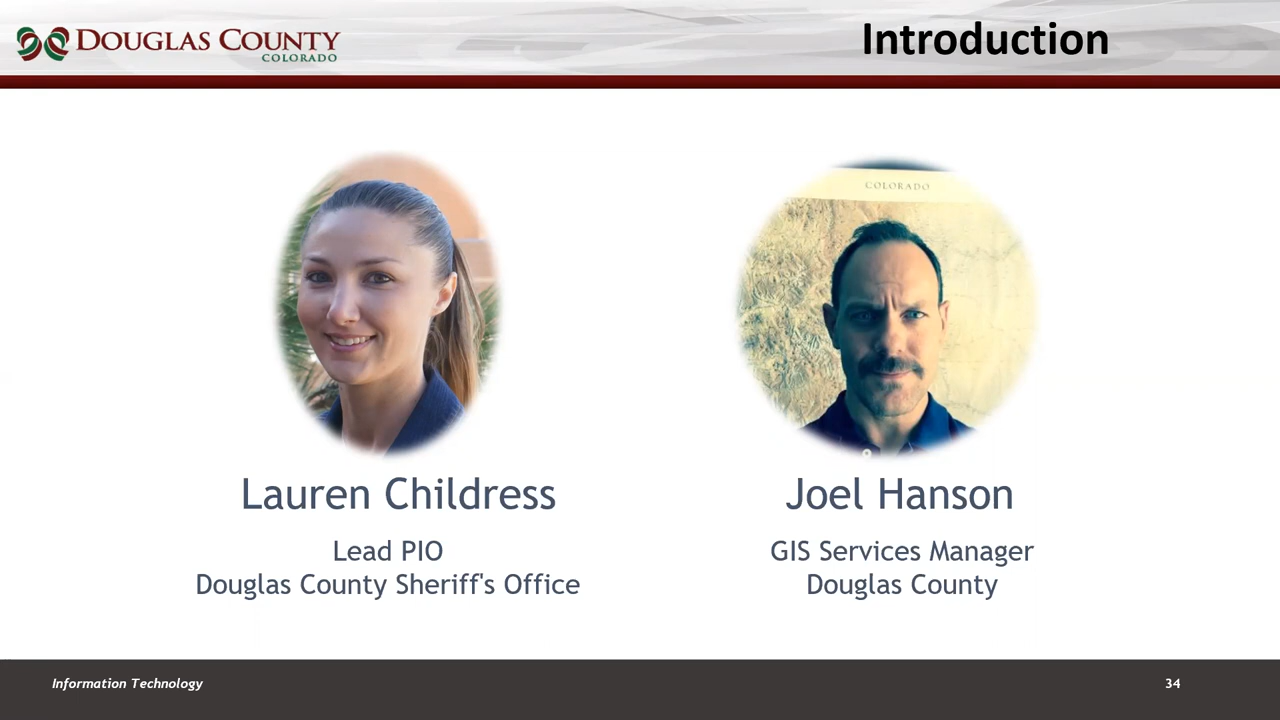 DOUGLAS COUNTY
COLORADO
Introduction
COLORADO
Lauren Childress
Lead PIO
Douglas County Sheriff's Office
Joel Hanson
GIS Services Manager
Douglas County
Information Technology
34